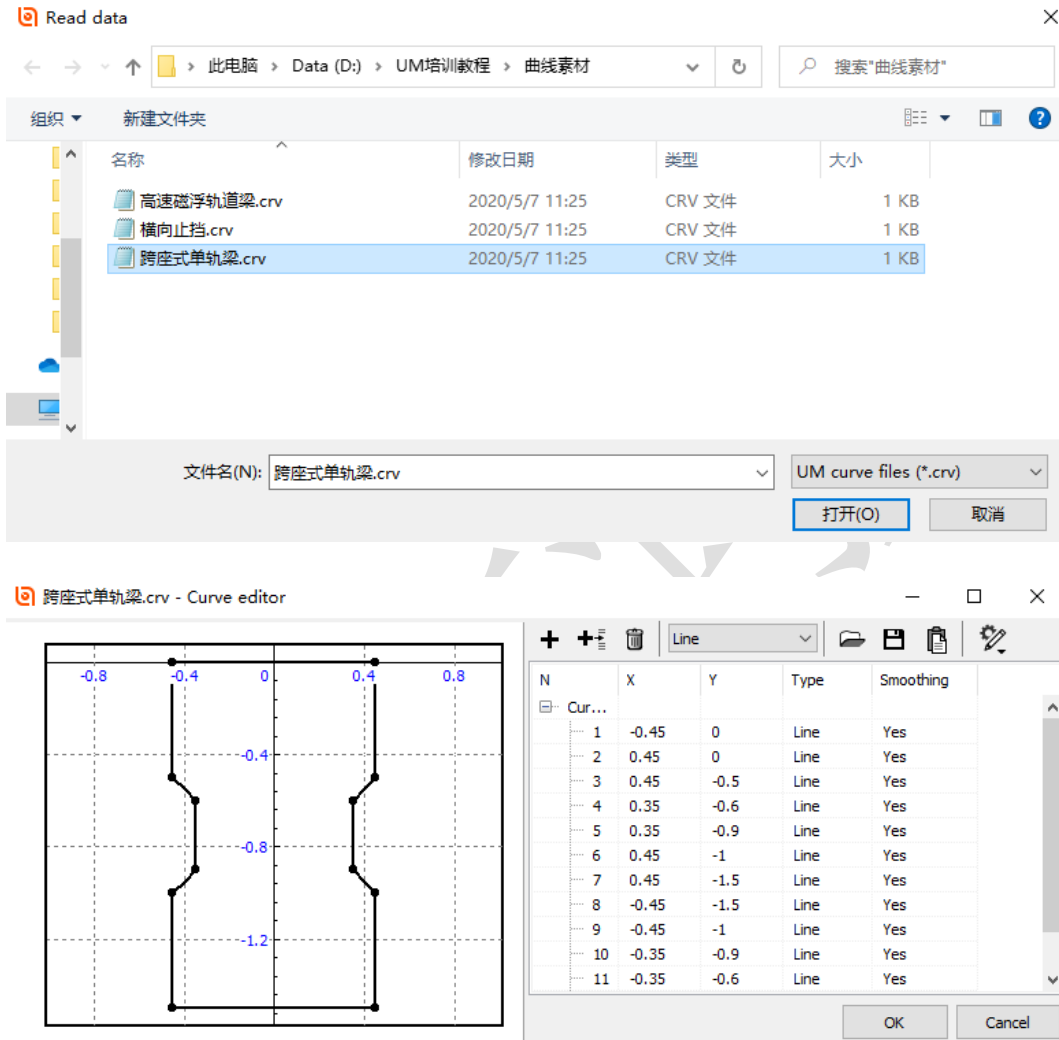 Read data
此电脑 › Data (D:) › UM培训教程 › 曲线素材 搜索"曲线素材"
组织 新建文件夹
名称 修改日期 类型 大小
高速磁浮轨道梁.crv 2020/5/7 11:25 CRV 文件 1 KB
横向止挡.crv 2020/5/7 11:25 CRV 文件 1 KB
跨座式单轨梁.crv 2020/5/7 11:25 CRV 文件 1 KB
文件名(N): 跨座式单轨梁.crv UM curve files (*.crv)
打开(O) 取消
跨座式单轨梁.crv - Curve editor
Line
-0.8 -0.4 0 0.4 0.8
-0.4
-0.8
-1.2
N X Y Type Smoothing
Cur...
1 -0.45 0 Line Yes
2 0.45 0 Line Yes
3 0.45 -0.5 Line Yes
4 0.35 -0.6 Line Yes
5 0.35 -0.9 Line Yes
6 0.45 -1 Line Yes
7 0.45 -1.5 Line Yes
8 -0.45 -1.5 Line Yes
9 -0.45 -1 Line Yes
10 -0.35 -0.9 Line Yes
11 -0.35 -0.6 Line Yes
OK Cancel